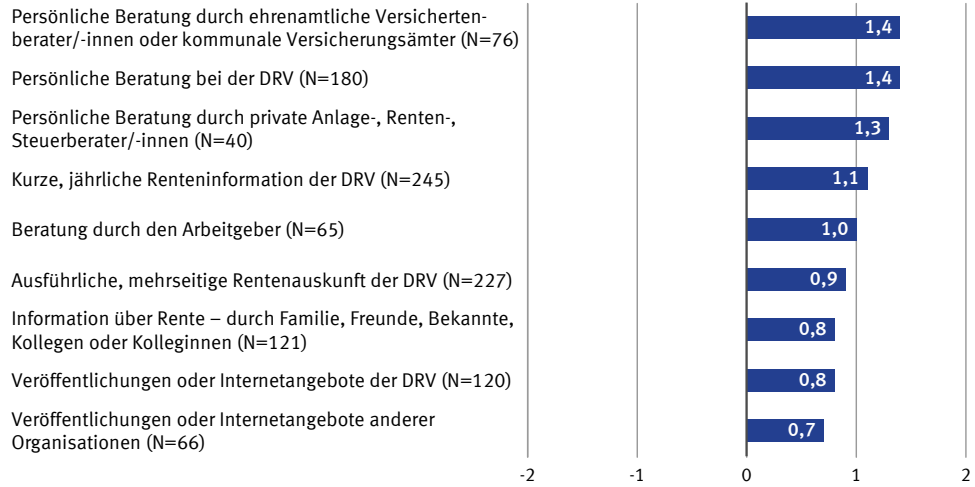 Persönliche Beratung durch ehrenamtliche Versicherten-
berater/-innen oder kommunale Versicherungsämter (N=76)
1,4
Persönliche Beratung bei der DRV (N=180)
1,4
Persönliche Beratung durch private Anlage-, Renten-,
Steuerberater/-innen (N=40)
1,3
Kurze, jährliche Renteninformation der DRV (N=245)
1,1
Beratung durch den Arbeitgeber (N=65)
1,0
Ausführliche, mehrseitige Rentenauskunft der DRV (N=227)
0,9
Information über Rente – durch Familie, Freunde, Bekannte,
Kollegen oder Kolleginnen (N=121)
0,8
Veröffentlichungen oder Internetangebote der DRV (N=120)
0,8
Veröffentlichungen oder Internetangebote anderer
Organisationen (N=66)
0,7
-2 -1 0 1 2